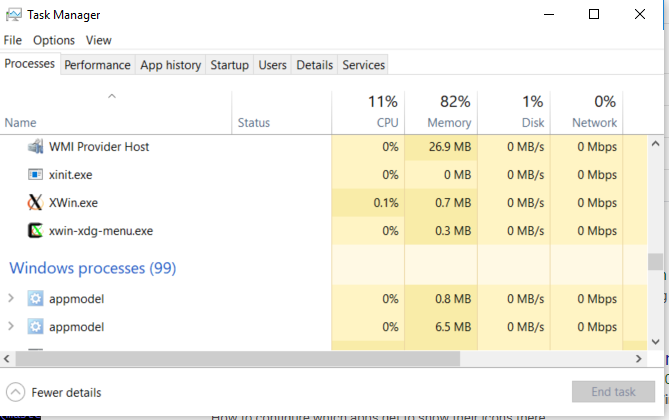 Task Manager
File Options View
Processes Performance App history Startup Users Details Services
11% 82% 1% 0%
Name Status CPU Memory Disk Network
WMI Provider Host 0% 26.9 MB 0 MB/s 0 Mbps
xinit.exe 0% 0 MB 0 MB/s 0 Mbps
XWin.exe 0.1% 0.7 MB 0 MB/s 0 Mbps
xwin-xdg-menu.exe 0% 0.3 MB 0 MB/s 0 Mbps
Windows processes (99)
appmodel 0% 0.8 MB 0 MB/s 0 Mbps
appmodel 0% 6.5 MB 0 MB/s 0 Mbps
Fewer details End task
How to configure which apps get to show their icons there